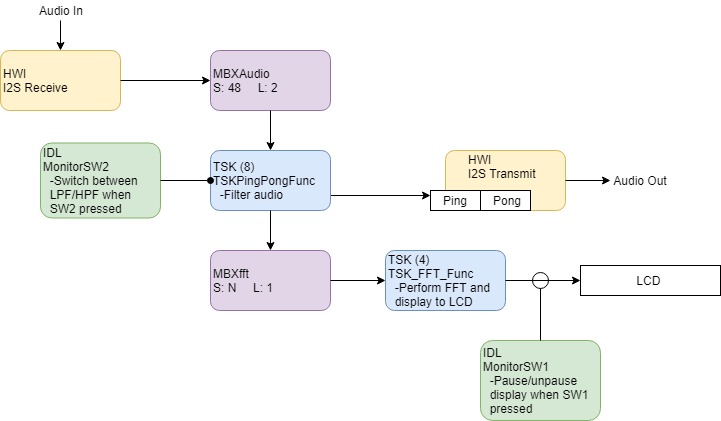 Audio In
HWI
I2S Receive
MBXAudio
S: 48 L: 2
IDL
MonitorSW2
-Switch between
LPF/HPF when
SW2 pressed
TSK (8)
TSKPingPongFunc
-Filter audio
HWI
I2S Transmit
Ping Pong
Audio Out
MBXfft
S: N L: 1
TSK (4)
TSK_FFT_Func
-Perform FFT and
display to LCD
LCD
IDL
MonitorSW1
-Pause/unpause
display when SW1
pressed